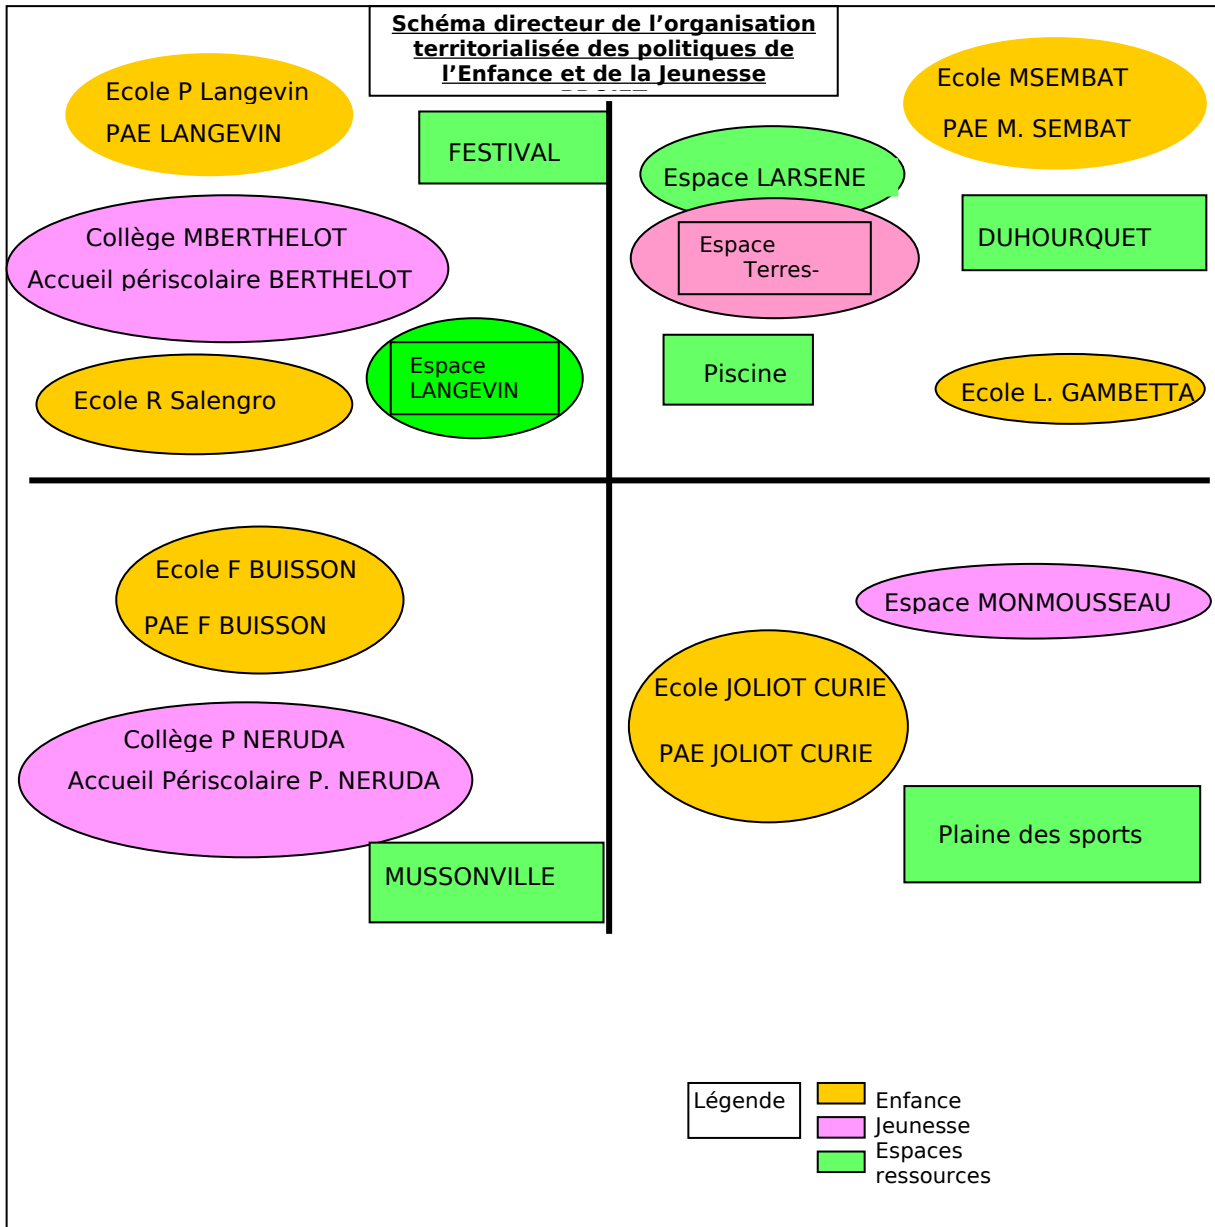 Schéma directeur de l’organisation
territorialisée des politiques de
l’Enfance et de la Jeunesse
Ecole P Langevin
PAE LANGEVIN
FESTIVAL
Collège MBERTHELOT
Accueil périscolaire BERTHELOT
Ecole R Salengro
Espace
LANGEVIN
Espace LARSENE
Espace
Terres-
Piscine
Ecole MSEMBAT
PAE M. SEMBAT
DUHOURQUET
Ecole L. GAMBETTA
Ecole F BUISSON
PAE F BUISSON
Collège P NERUDA
Accueil Périscolaire P. NERUDA
MUSSONVILLE
Espace MONMOUSSEAU
Ecole JOLIOT CURIE
PAE JOLIOT CURIE
Plaine des sports
Légende
Enfance
Jeunesse
Espaces
ressources